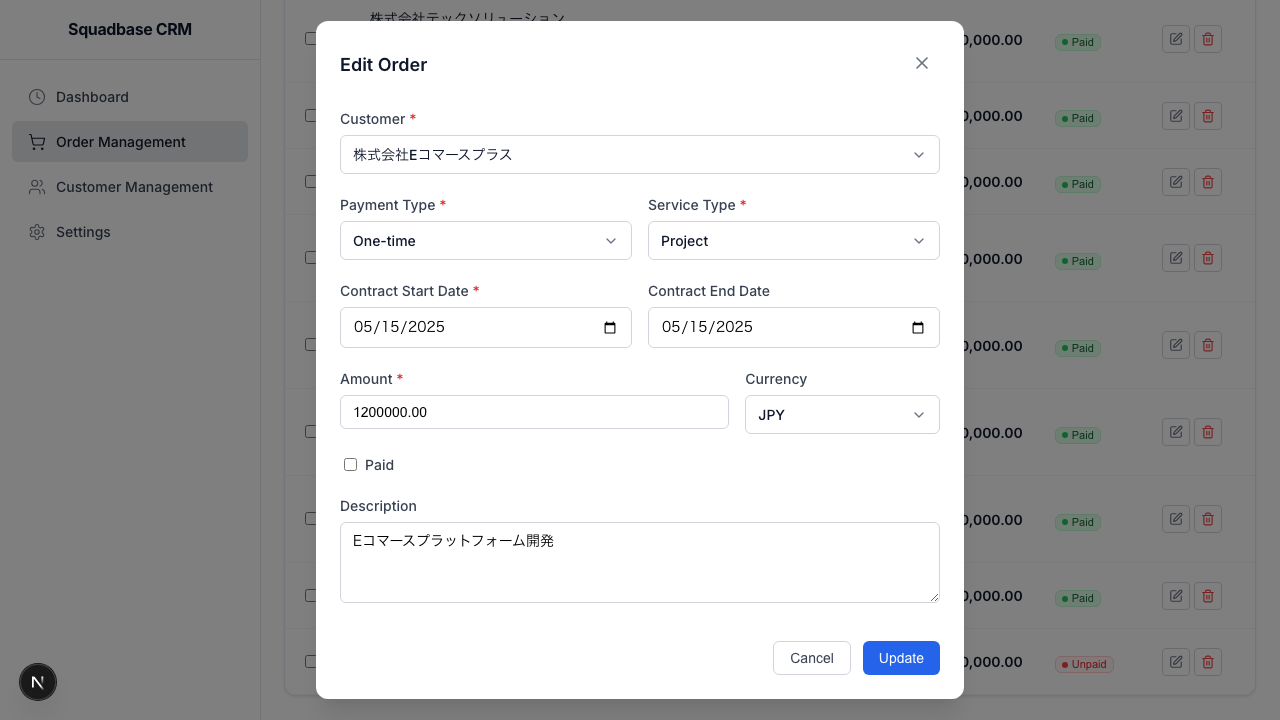 Squadbase CRM
Dashboard
Order Management
Customer Management
Settings
株式会社テックソリューション
Edit Order
Customer *
株式会社Eコマースプラス
Payment Type *
Service Type *
One-time
Project
Contract Start Date *
Contract End Date
05/15/2025
05/15/2025
Amount *
Currency
1200000.00
JPY
Paid
Description
Eコマースプラットフォーム開発
Cancel
Update
0,000.00 Paid
0,000.00 Paid
0,000.00 Paid
0,000.00 Paid
0,000.00 Paid
0,000.00 Paid
0,000.00 Paid
0,000.00 Paid
0,000.00 Unpaid
N